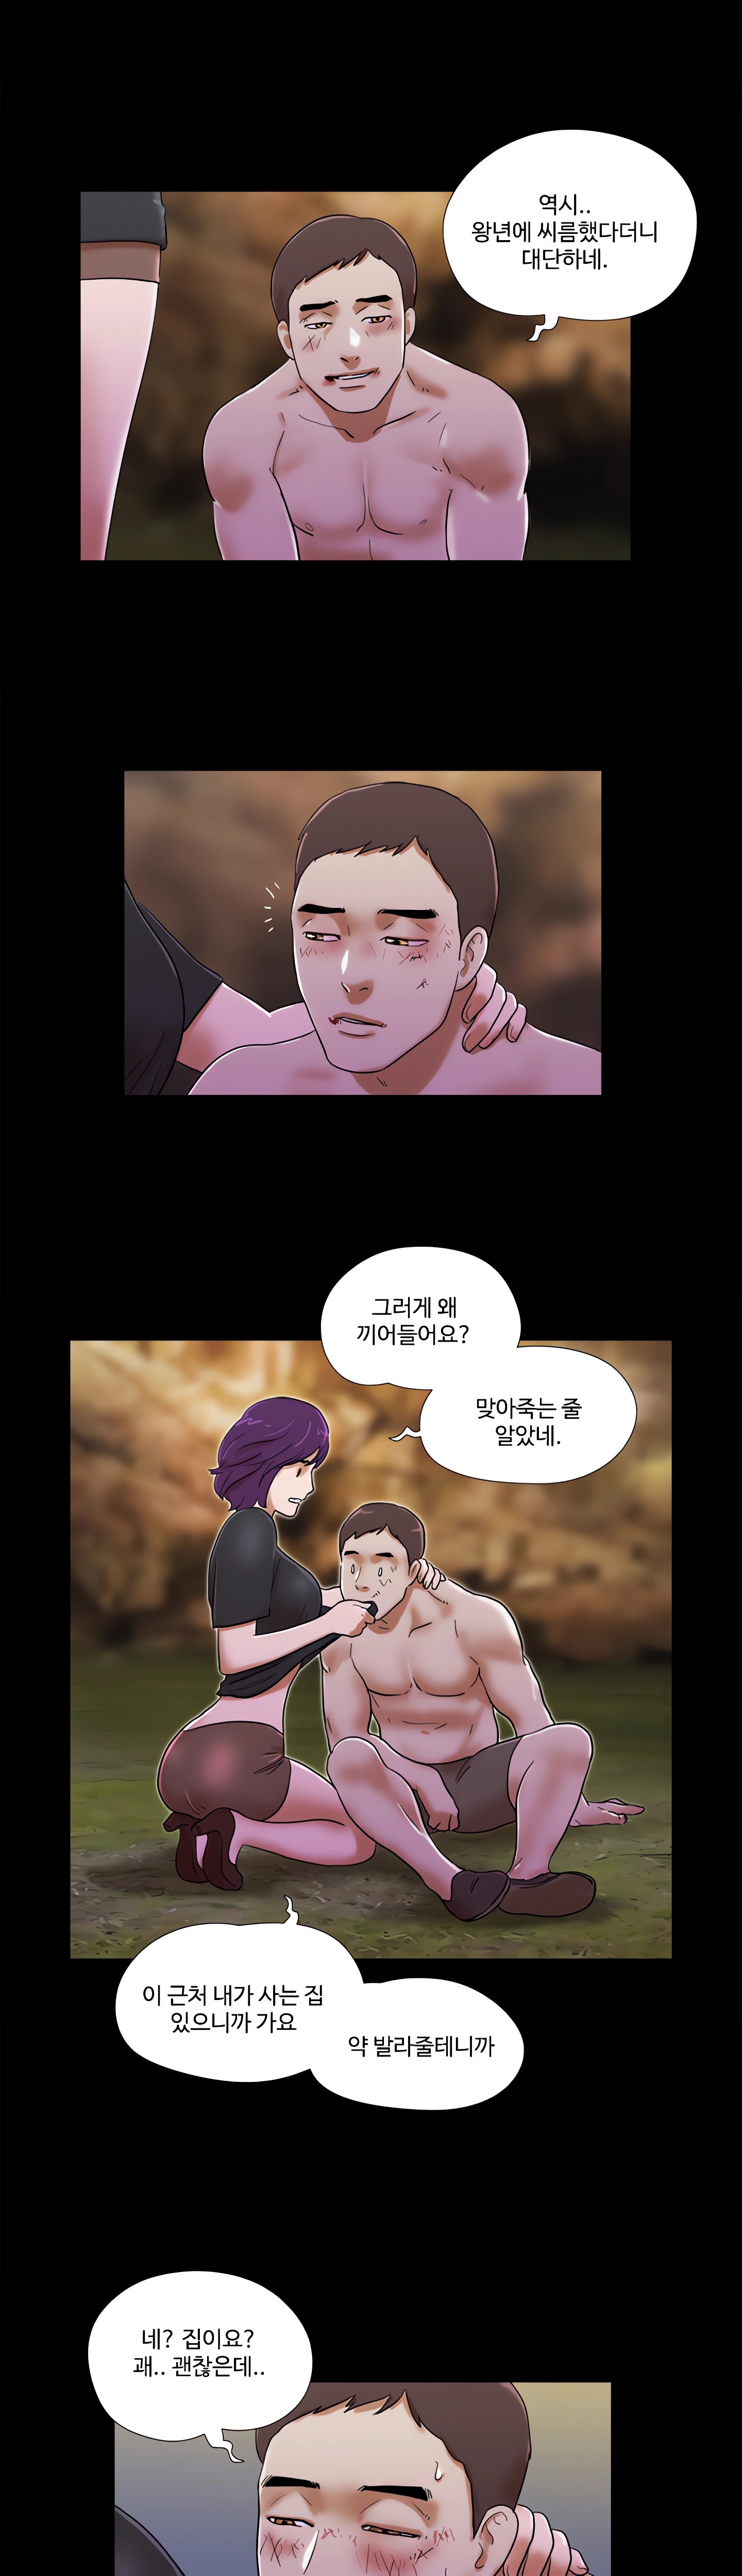 역시..
왕년에 씨름했다더니
대단하네.
그러게 왜
끼어들어요?
맞아죽는 줄
알았네.
이 근처 내가 사는 집
있으니까 가요
약 발라줄테니까
네? 집이요?
괘.. 괜찮은데..